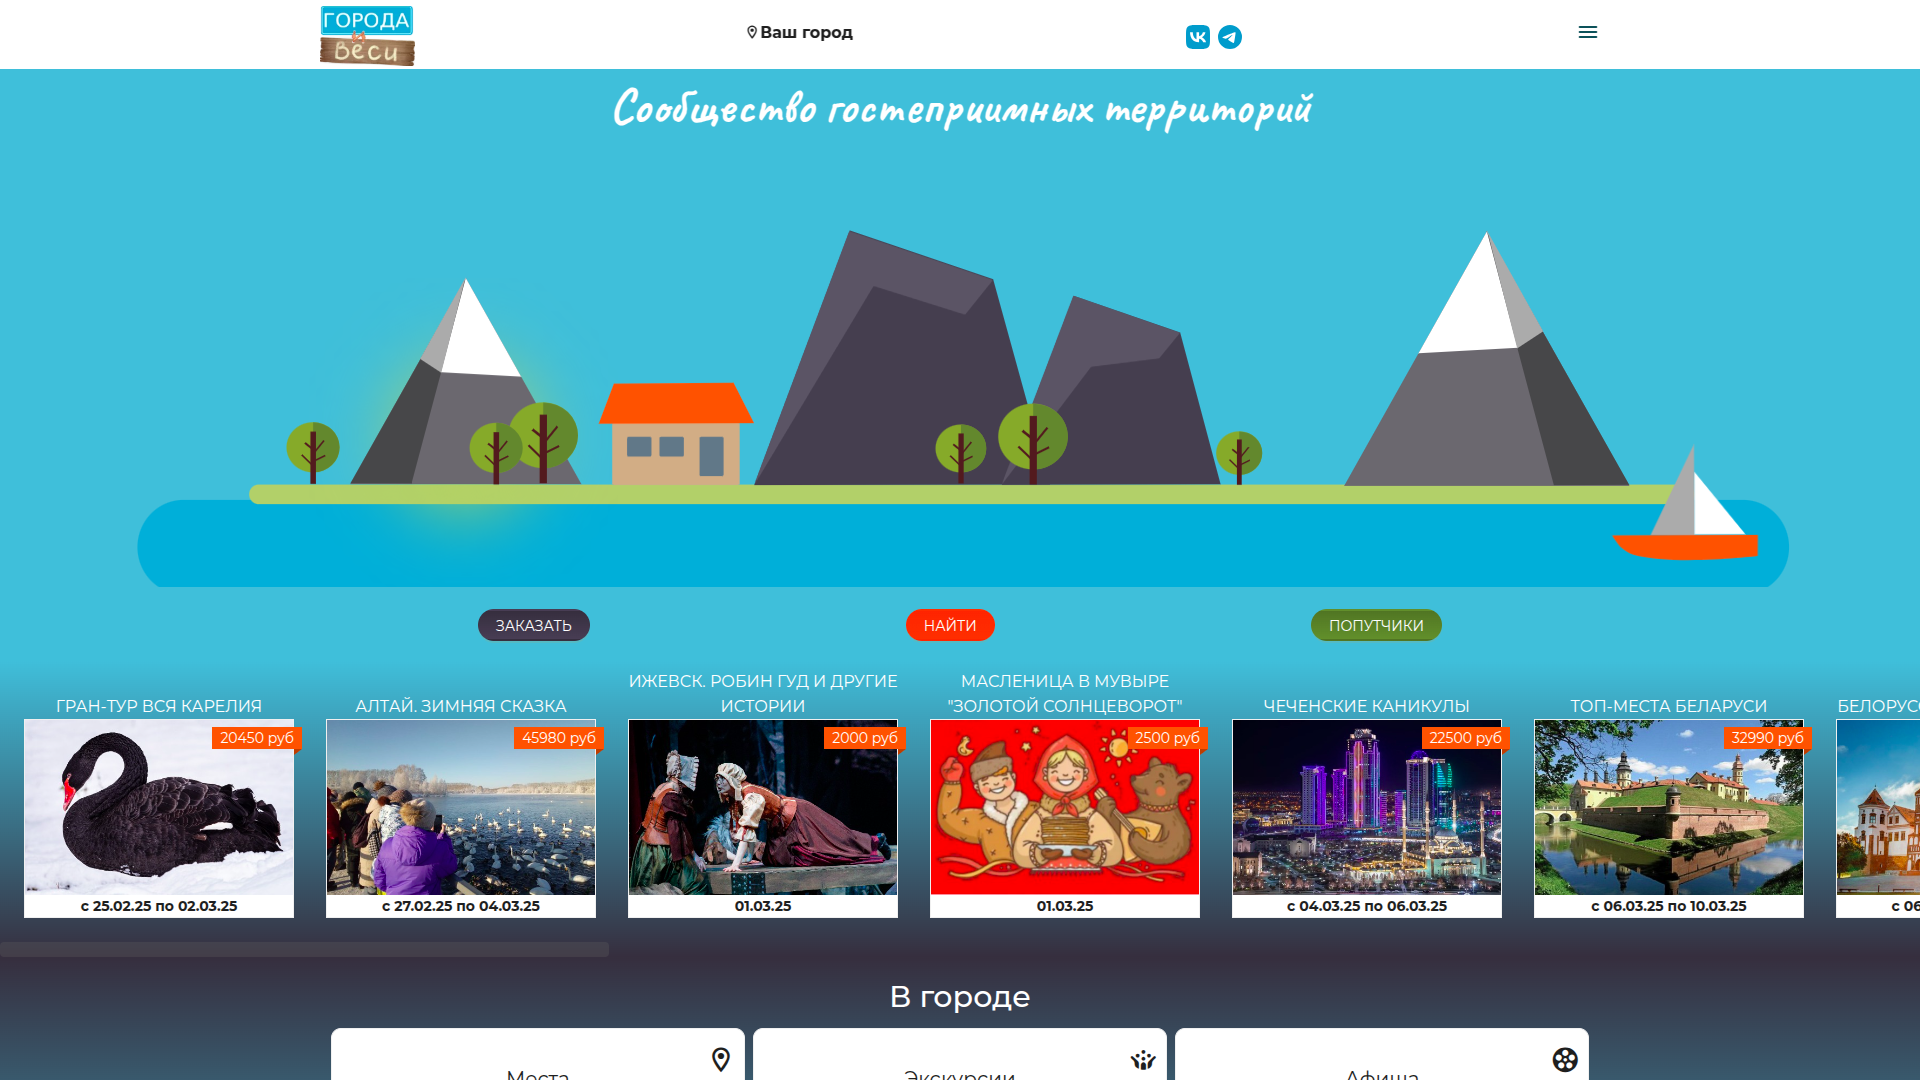 ГОРОДА
и
Веси
Ваш город
Сообщество гостеприимных территорий
ЗАКАЗАТЬ
НАЙТИ
ПОПУТЧИКИ
ГРАН-ТУР ВСЯ КАРЕЛИЯ
20450 руб
с 25.02.25 по 02.03.25
АЛТАЙ. ЗИМНЯЯ СКАЗКА
45980 руб
с 27.02.25 по 04.03.25
ИЖЕВСК. РОБИН ГУД И ДРУГИЕ
ИСТОРИИ
2000 руб
01.03.25
МАСЛЕНИЦА В МУВЫРЕ
"ЗОЛОТОЙ СОЛНЦЕВОРОТ"
2500 руб
01.03.25
ЧЕЧЕНСКИЕ КАНИКУЛЫ
22500 руб
с 04.03.25 по 06.03.25
ТОП-МЕСТА БЕЛАРУСИ
32990 руб
с 06.03.25 по 10.03.25
БЕЛОРУС
с 06
В городе
Места
Экскурсии
Афиша